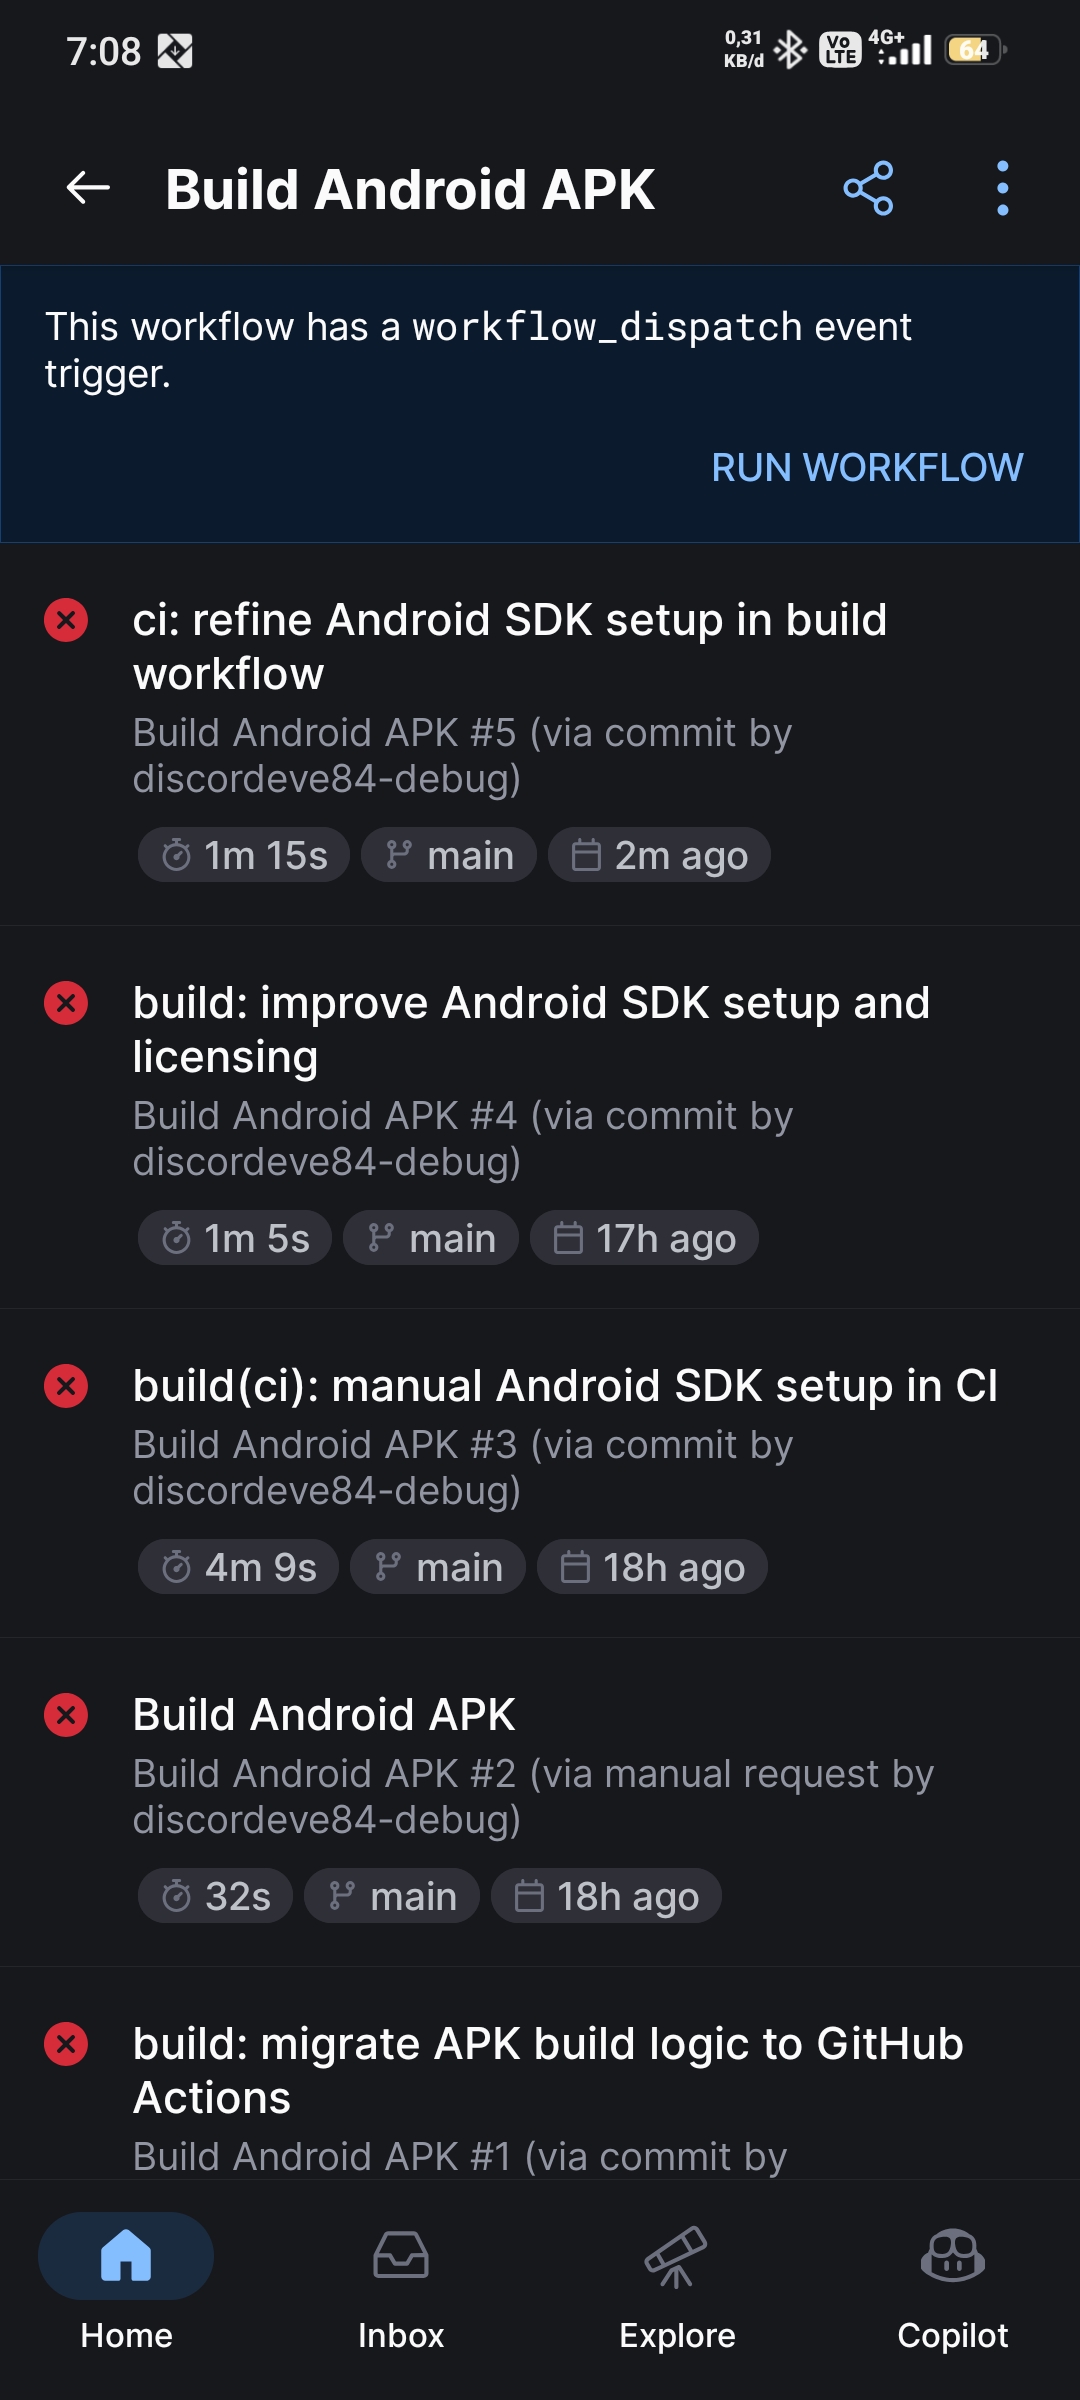 7:08
0,31
KB/d
Vo
LTE
4G+
64
Build Android APK
This workflow has a workflow_dispatch event
trigger.
RUN WORKFLOW
ci: refine Android SDK setup in build
workflow
Build Android APK #5 (via commit by
discordeve84-debug)
1m 15s main 2m ago
build: improve Android SDK setup and
licensing
Build Android APK #4 (via commit by
discordeve84-debug)
1m 5s main 17h ago
build(ci): manual Android SDK setup in CI
Build Android APK #3 (via commit by
discordeve84-debug)
4m 9s main 18h ago
Build Android APK
Build Android APK #2 (via manual request by
discordeve84-debug)
32s main 18h ago
build: migrate APK build logic to GitHub
Actions
Build Android APK #1 (via commit by
Home Inbox Explore Copilot